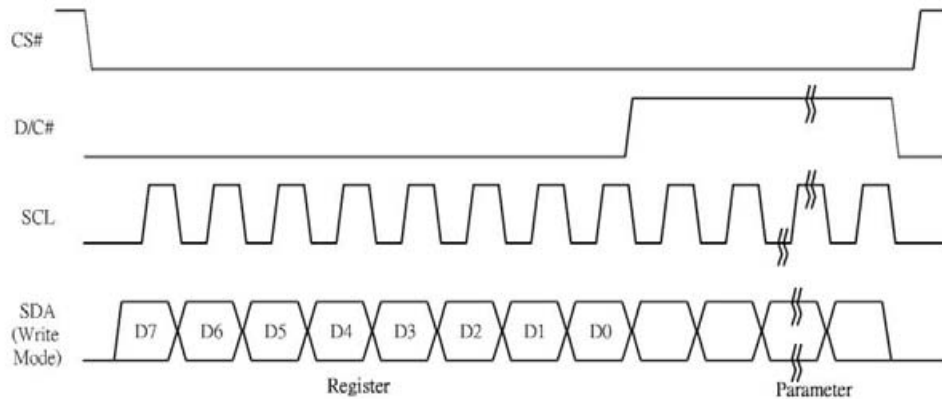 CS#
D/C#
SCL
SDA
(Write
Mode)
D7 D6 D5 D4 D3 D2 D1 D0
Register Parameter